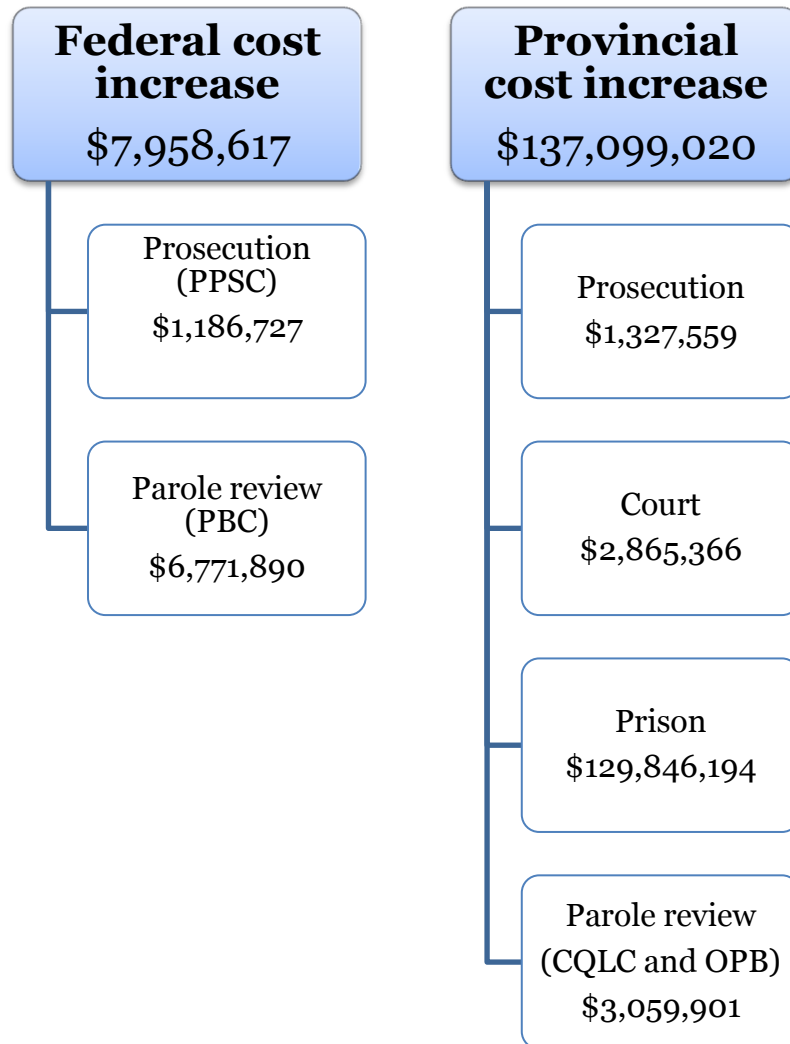 Federal cost
increase
$7,958,617
Prosecution
(PPSC)
$1,186,727
Parole review
(PBC)
$6,771,890
Provincial
cost increase
$137,099,020
Prosecution
$1,327,559
Court
$2,865,366
Prison
$129,846,194
Parole review
(CQLC and OPB)
$3,059,901